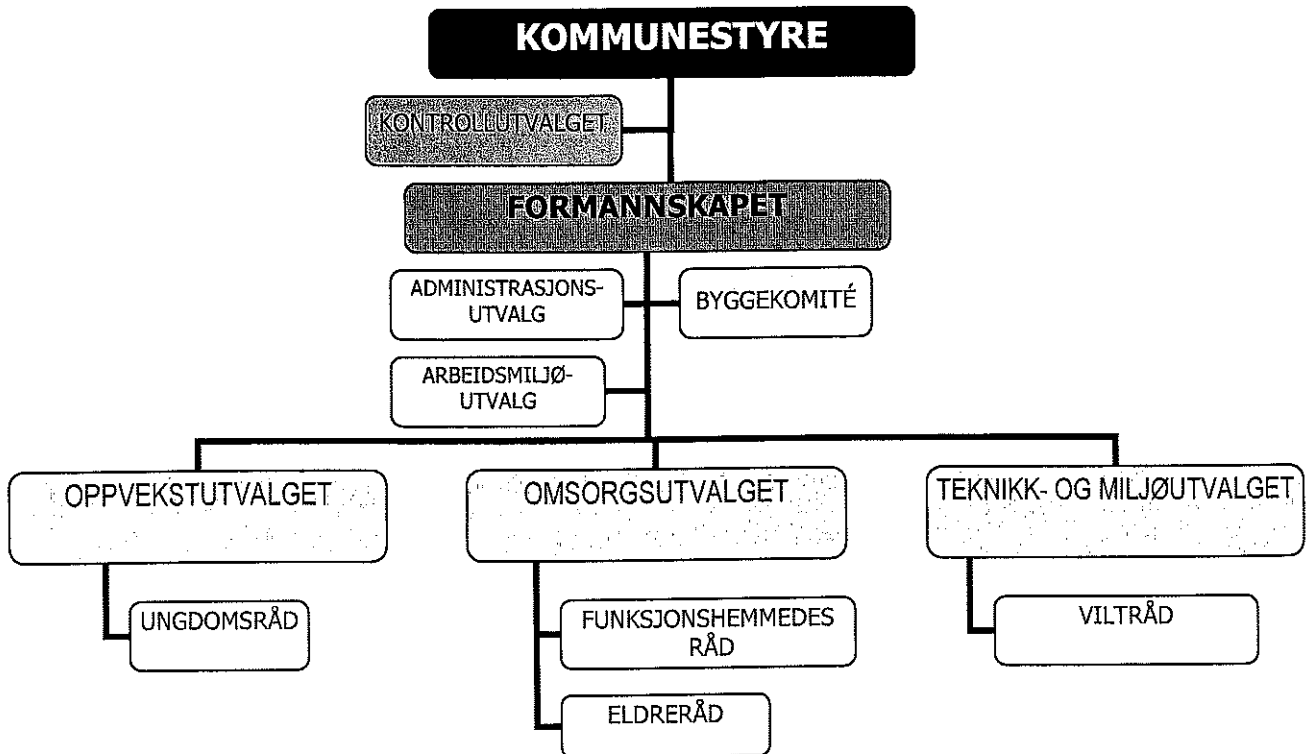 KOMMUNESTYRE
KONTROLLUTVALGET
FORMANNSKAPET
ADMINISTRASJONS-
UTVALG
BYGGEKOMITÉ
ARBEIDSMILJØ-
UTVALG
OPPVEKSTUTVALGET
OMSORGSUTVALGET
TEKNIKK- OG MILJØUTVALGET
UNGDOMSRÅD
FUNKSJONSHEMMEDES
RÅD
VILTRÅD
ELDRERÅD